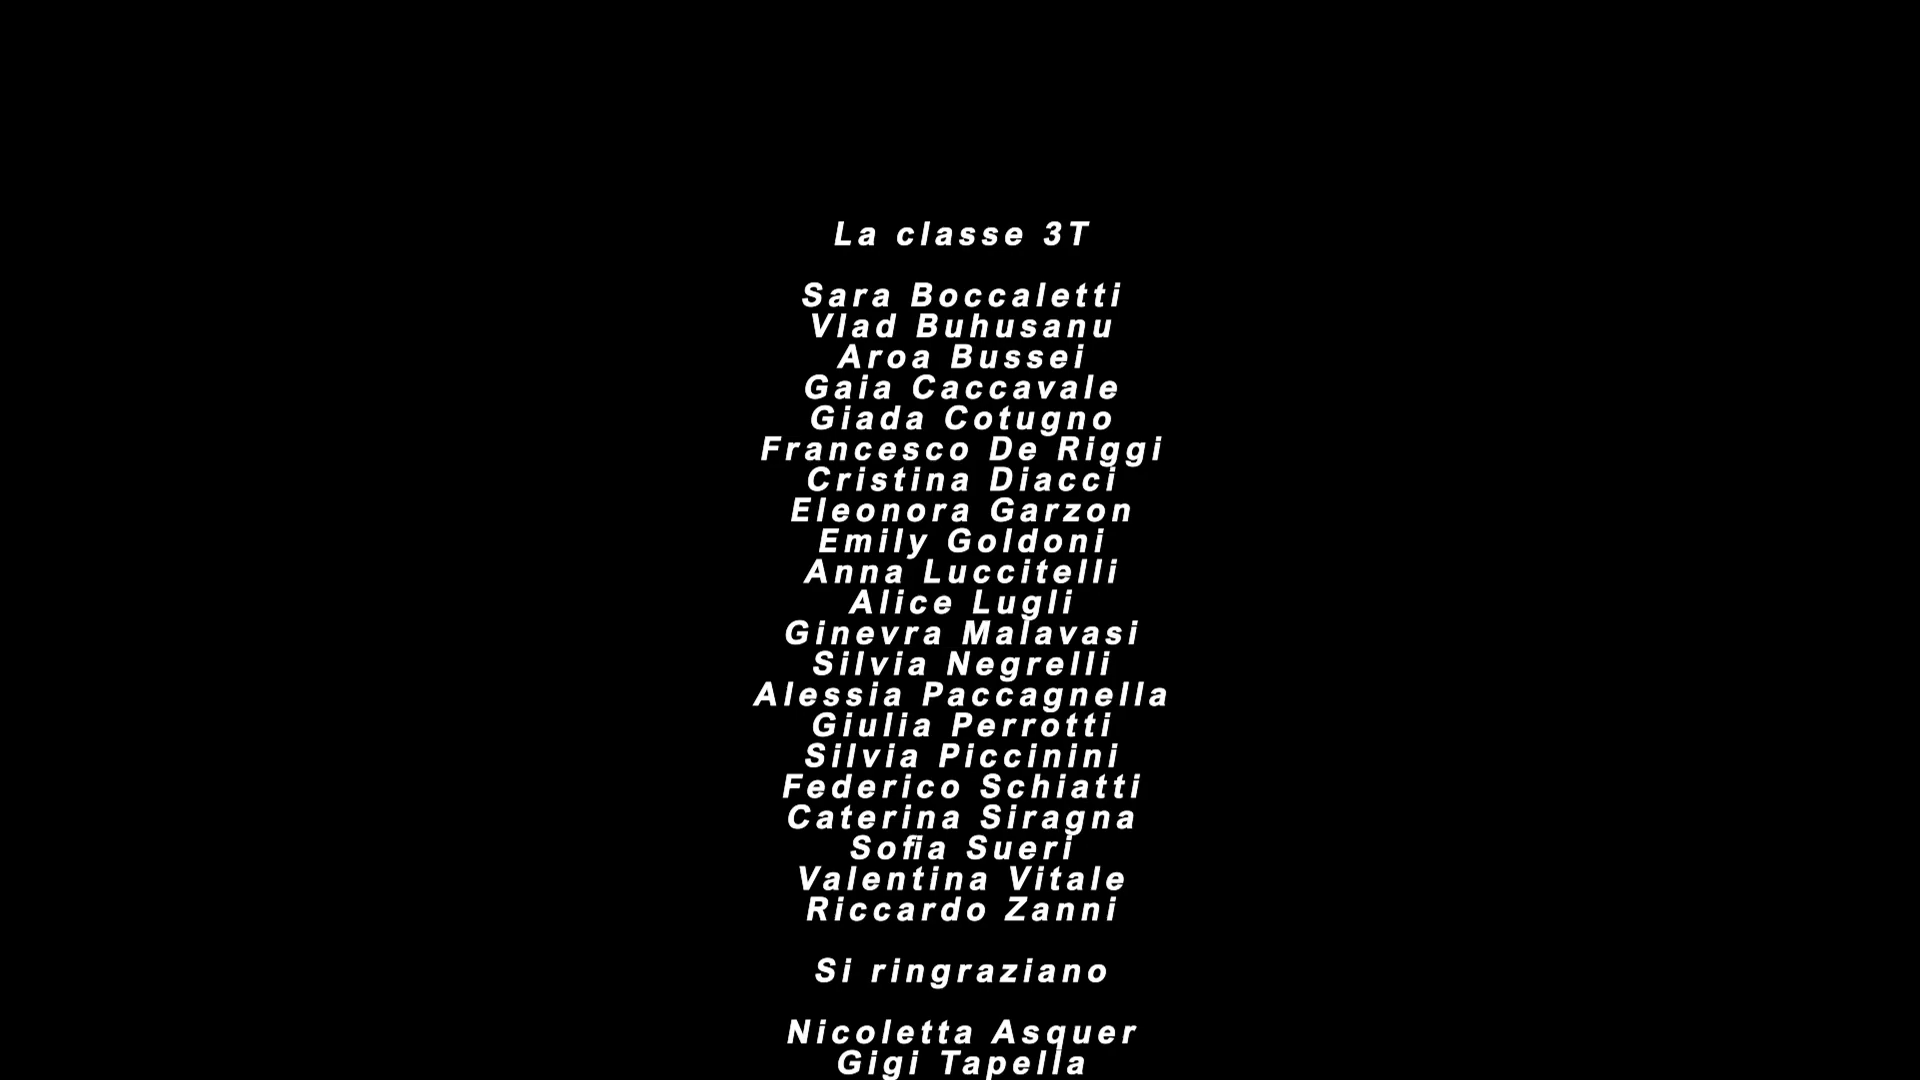 La classe 3T
Sara Boccaletti
Vlad Buhusanu
Aroa Bussei
Gaia Caccavale
Giada Cotugno
Francesco De Riggi
Cristina Diacci
Eleonora Garzon
Emily Goldoni
Anna Luccitelli
Alice Lugli
Ginevra Malavasi
Silvia Negrelli
Alessia Paccagnella
Giulia Perrotti
Silvia Piccinini
Federico Schiatti
Caterina Siragna
Sofia Sueri
Valentina Vitale
Riccardo Zanni
Si ringraziano
Nicoletta Asquer
Gigi Tapella